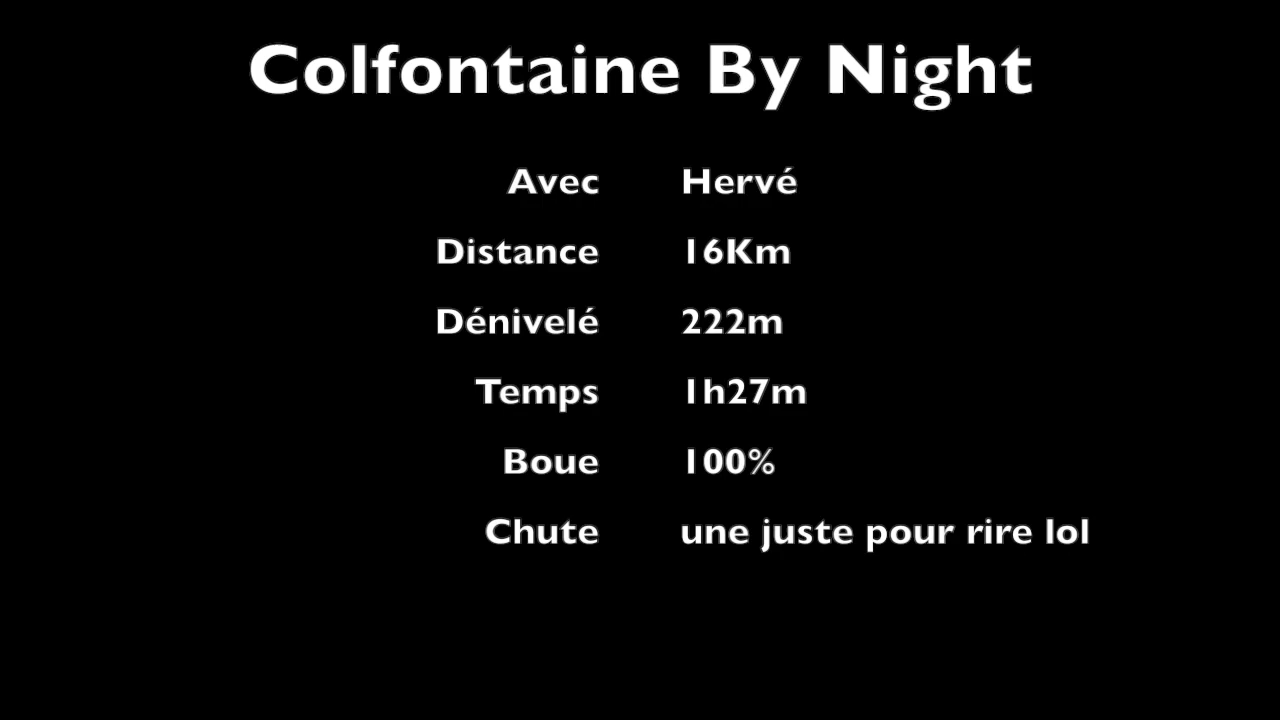 Colfontaine By Night
Avec Hervé
Distance 16Km
Dénivelé 222m
Temps 1h27m
Boue 100%
Chute une juste pour rire lol